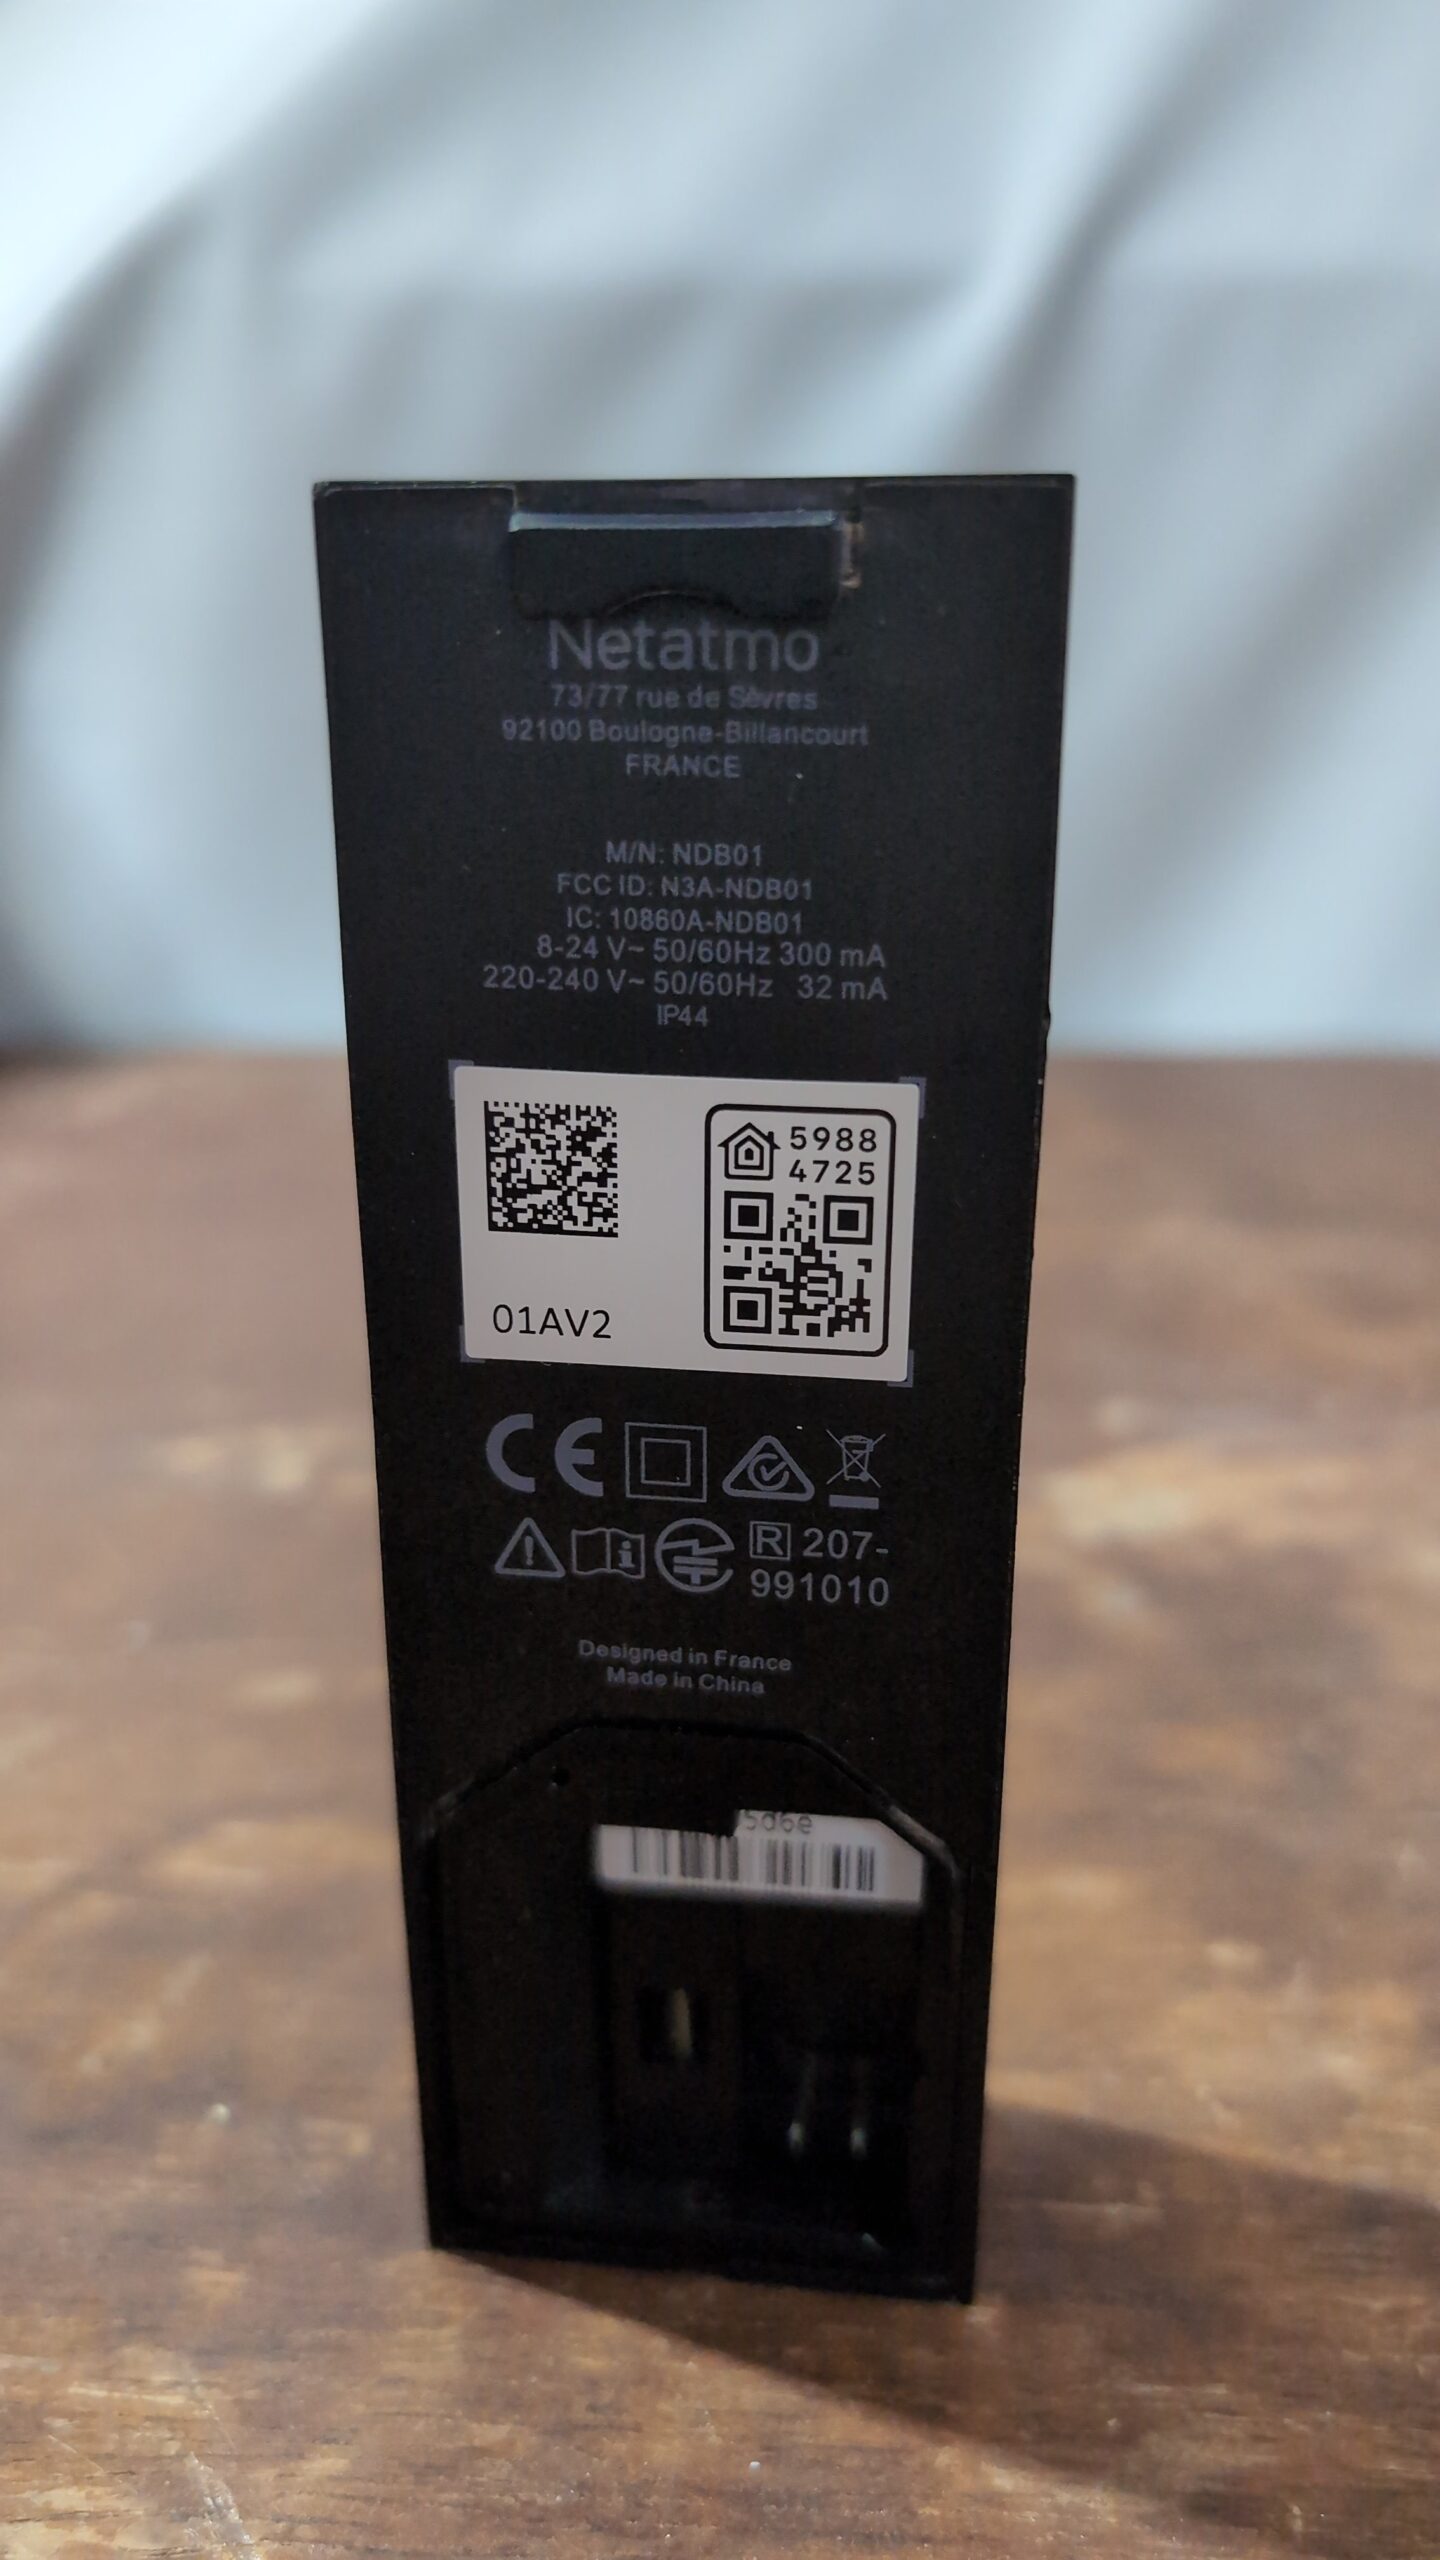 Netatmo
73/77 rue de Sèvres
92100 Boulogne-Billancourt
FRANCE
M/N: NDB01
FCC ID: N3A-NDB01
IC: 10860A-NDB01
8-24 V~ 50/60Hz 300 mA
220-240 V~ 50/60Hz 32 mA
IP44
5988
4725
01AV2
CE
R 207-
991010
Designed in France
Made in China
5d6e